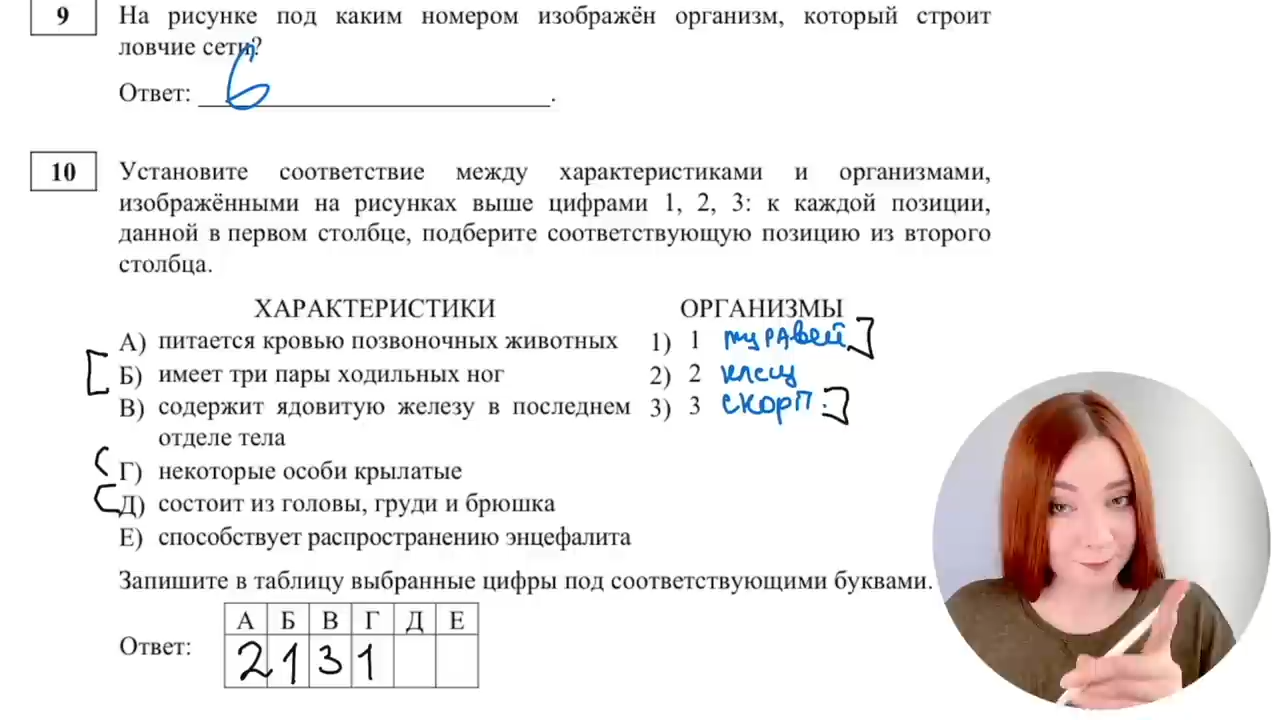 9 На рисунке под каким номером изображён организм, который строит
ловчие сети?
Ответ: 6.
10 Установите соответствие между характеристиками и организмами,
изображёнными на рисунках выше цифрами 1, 2, 3: к каждой позиции,
данной в первом столбце, подберите соответствующую позицию из второго
столбца.
ХАРАКТЕРИСТИКИ
А) питается кровью позвоночных животных
Б) имеет три пары ходильных ног
В) содержит ядовитую железу в последнем
отделе тела
Г) некоторые особи крылатые
Д) состоит из головы, груди и брюшка
Е) способствует распространению энцефалита
ОРГАНИЗМЫ
1) 1 муравей
2) 2 клещ
3) 3 скорп.
Запишите в таблицу выбранные цифры под соответствующими буквами.
А Б В Г Д Е
Ответ: 2 1 3 1